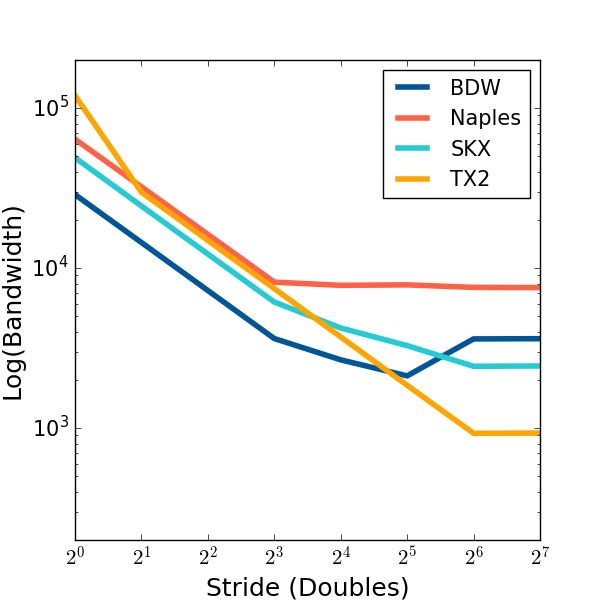 BDW
Naples
SKX
TX2
10^5
10^4
10^3
Log(Bandwidth)
2^0 2^1 2^2 2^3 2^4 2^5 2^6 2^7
Stride (Doubles)